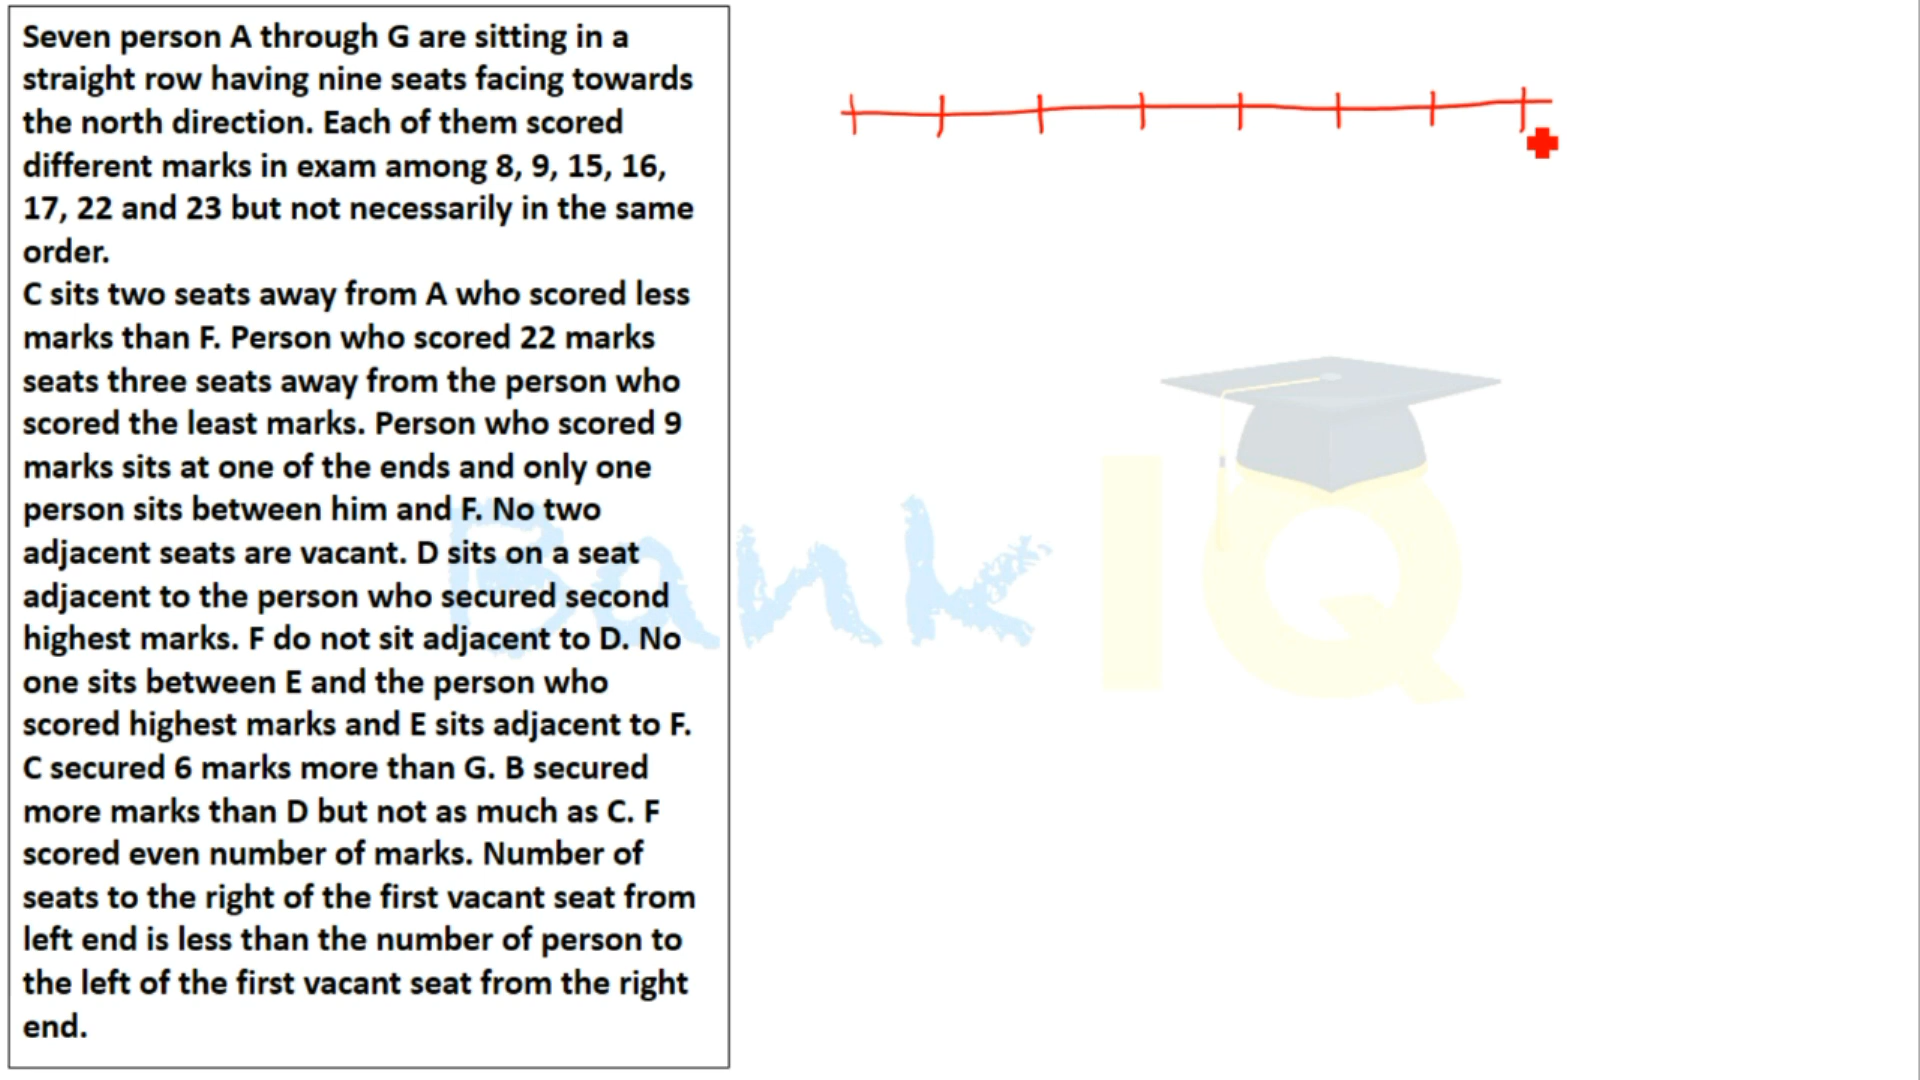 Seven person A through G are sitting in a
straight row having nine seats facing towards
the north direction. Each of them scored
different marks in exam among 8, 9, 15, 16,
17, 22 and 23 but not necessarily in the same
order.
C sits two seats away from A who scored less
marks than F. Person who scored 22 marks
seats three seats away from the person who
scored the least marks. Person who scored 9
marks sits at one of the ends and only one
person sits between him and F. No two
adjacent seats are vacant. D sits on a seat
adjacent to the person who secured second
highest marks. F do not sit adjacent to D. No
one sits between E and the person who
scored highest marks and E sits adjacent to F.
C secured 6 marks more than G. B secured
more marks than D but not as much as C. F
scored even number of marks. Number of
seats to the right of the first vacant seat from
left end is less than the number of person to
the left of the first vacant seat from the right
end.
Bank IQ